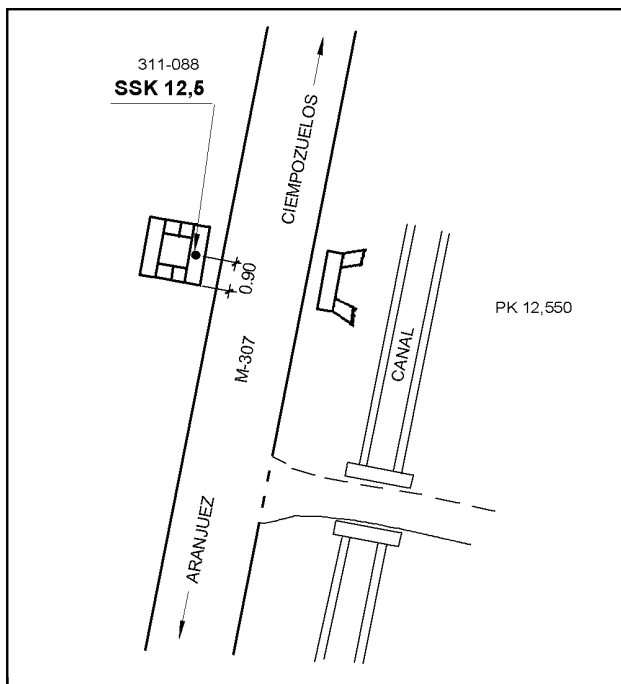 311-088
SSK 12,5
CIEMPOZUELOS
0.90
PK 12,550
CANAL
M-307
ARANJUEZ